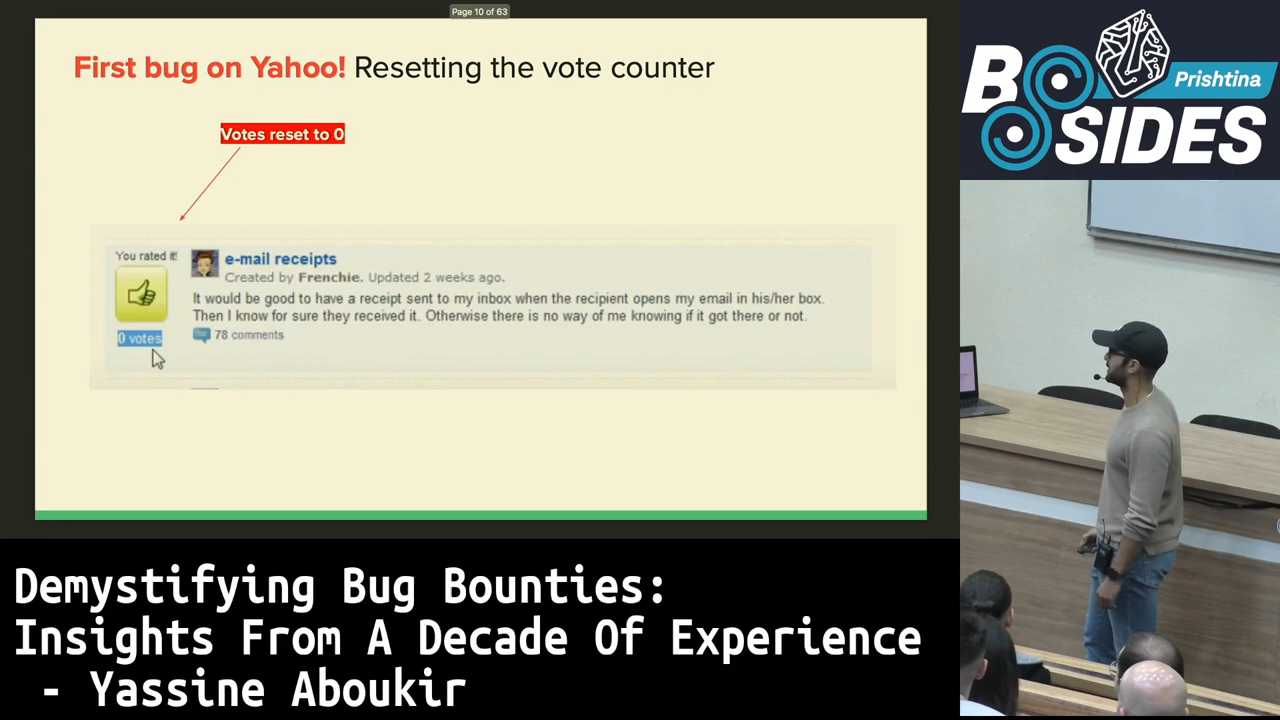 Page 10 of 63
First bug on Yahoo! Resetting the vote counter
Votes reset to 0
You rated it!
e-mail receipts
Created by Frenchie. Updated 2 weeks ago.
It would be good to have a receipt sent to my inbox when the recipient opens my email in his/her box.
Then I know for sure they received it. Otherwise there is no way of me knowing if it got there or not.
0 votes
78 comments
BSIDES
Prishtina
Demystifying Bug Bounties:
Insights From A Decade Of Experience
- Yassine Aboukir